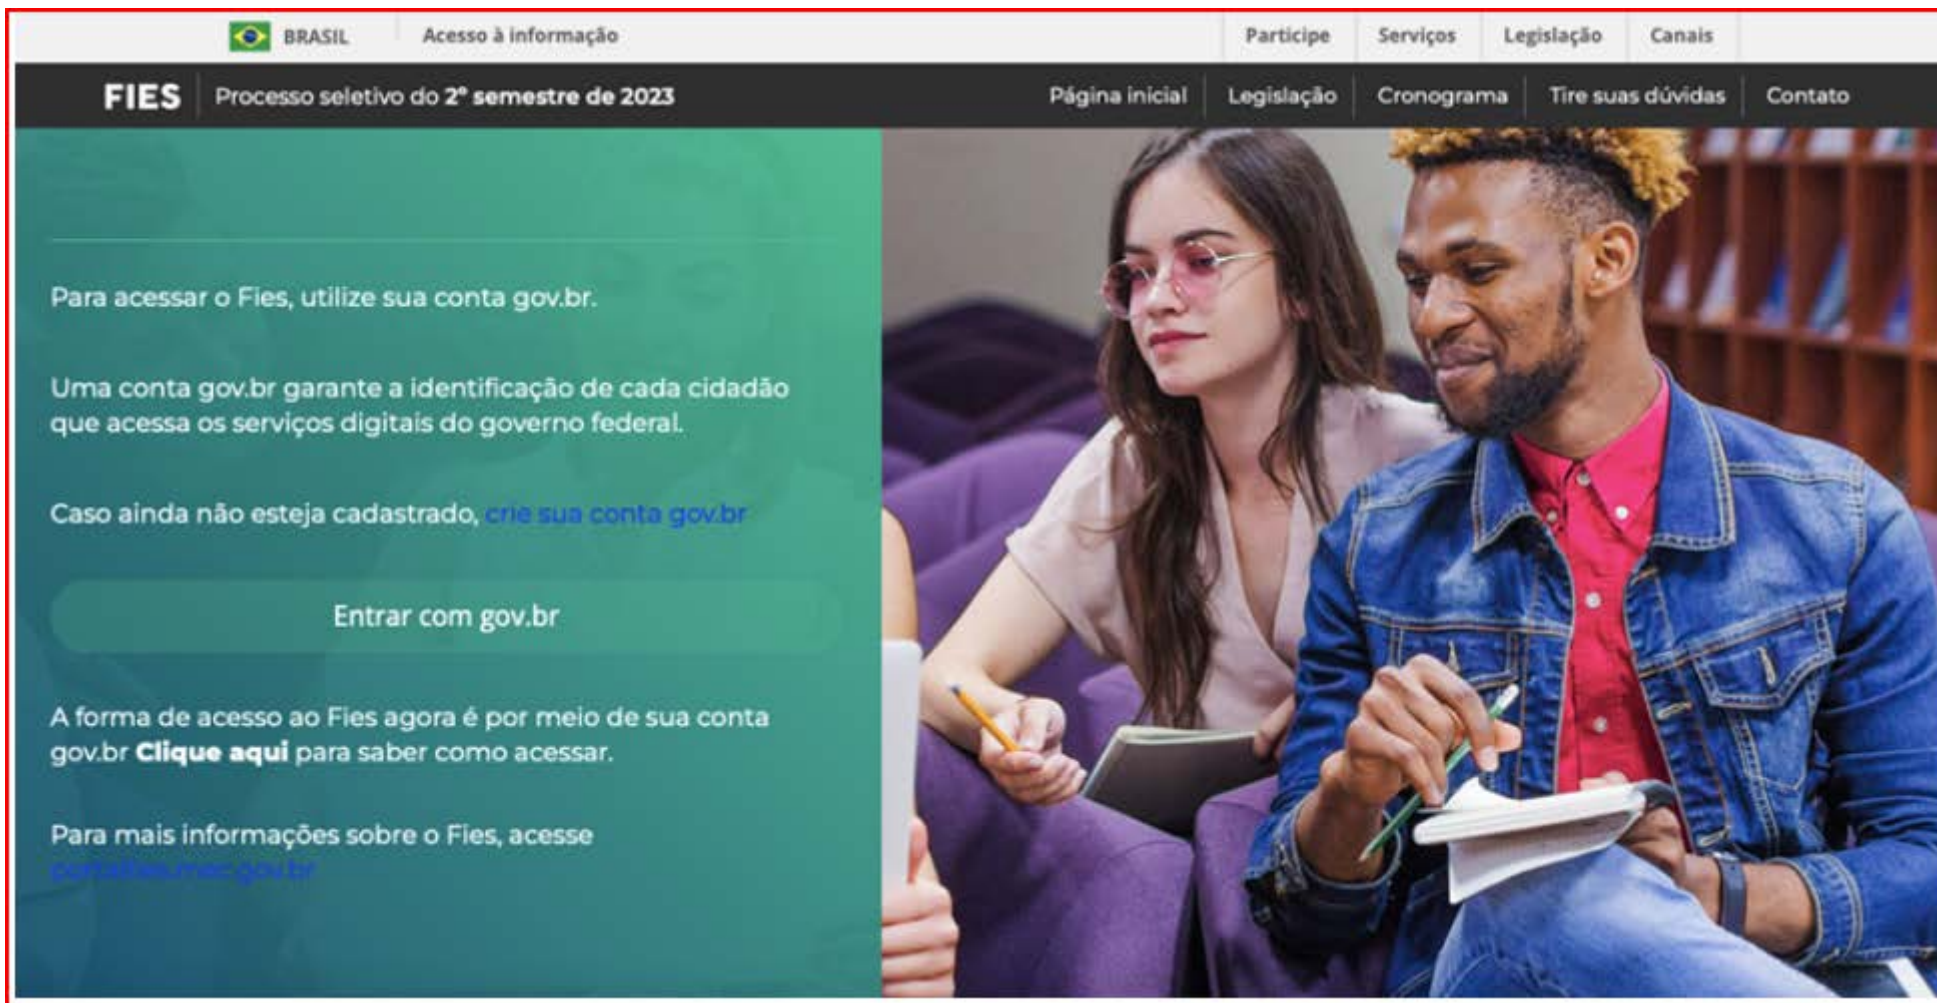 BRASIL Acesso à informação Participe Serviços Legislação Canais
FIES Processo seletivo do 2º semestre de 2023 Página inicial Legislação Cronograma Tire suas dúvidas Contato
Para acessar o Fies, utilize sua conta gov.br.
Uma conta gov.br garante a identificação de cada cidadão
que acessa os serviços digitais do governo federal.
Caso ainda não esteja cadastrado, crie sua conta gov.br
Entrar com gov.br
A forma de acesso ao Fies agora é por meio de sua conta
gov.br Clique aqui para saber como acessar.
Para mais informações sobre o Fies, acesse
portalfies.mec.gov.br